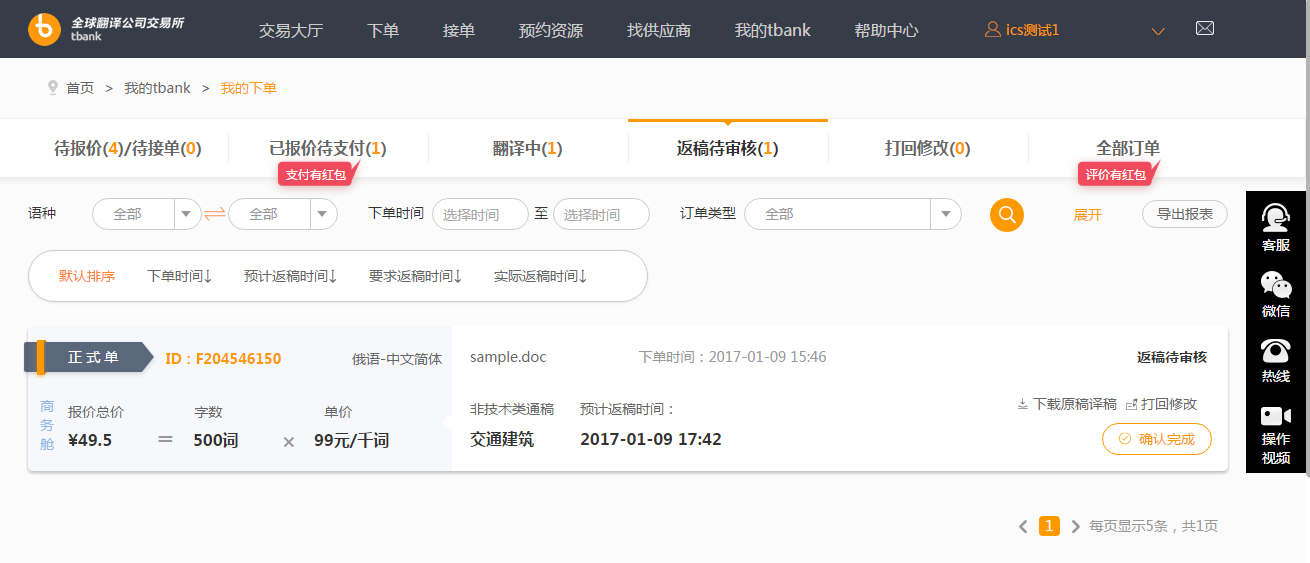 全球翻译公司交易所
tbank
交易大厅 下单 接单 预约资源 找供应商 我的tbank 帮助中心 ics测试1
首页 > 我的tbank > 我的下单
待报价(4)/待接单(0) 已报价待支付(1) 翻译中(1) 返稿待审核(1) 打回修改(0) 全部订单
支付有红包 评价有红包
语种 全部 全部 下单时间 选择时间 至 选择时间 订单类型 全部 展开 导出报表
默认排序 下单时间↓ 预计返稿时间↓ 要求返稿时间↓ 实际返稿时间↓
正式单 ID：F204546150 俄语-中文简体 sample.doc 下单时间：2017-01-09 15:46 返稿待审核
商务舱
报价总价 字数 单价 非技术类通稿 预计返稿时间： 下载原稿译稿 打回修改
¥49.5 = 500词 × 99元/千词 交通建筑 2017-01-09 17:42 确认完成
客服
微信
热线
操作
视频
< 1 > 每页显示5条，共1页